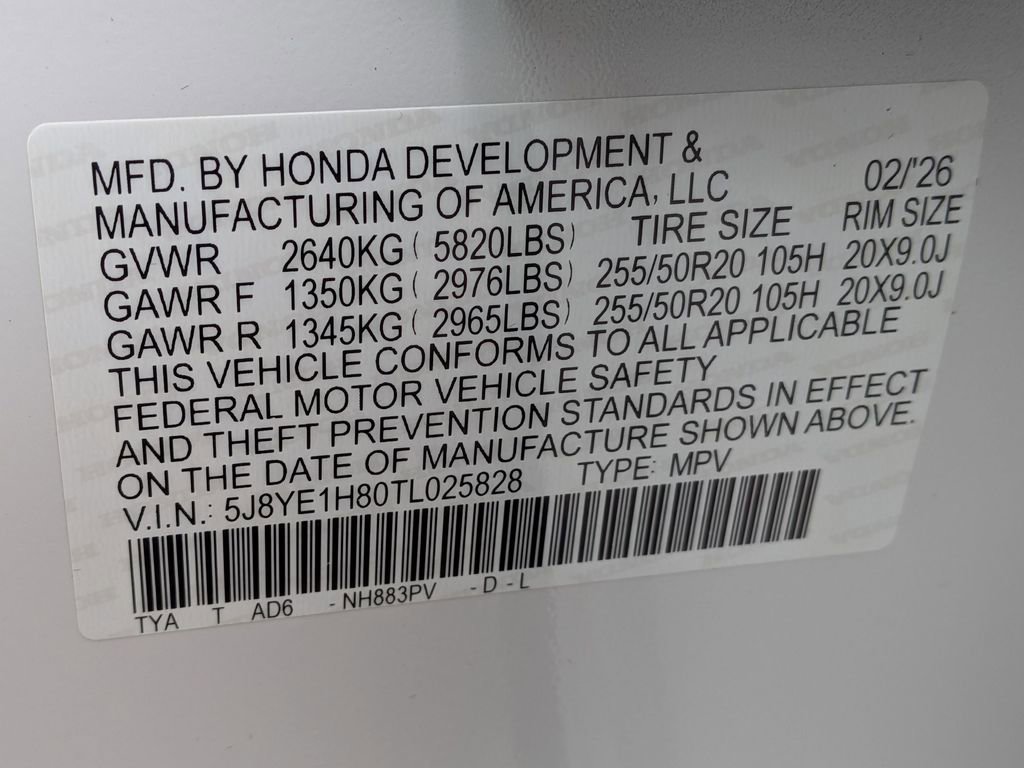 MFD. BY HONDA DEVELOPMENT &
MANUFACTURING OF AMERICA, LLC 02/'26
GVWR 2640KG ( 5820LBS) TIRE SIZE RIM SIZE
GAWR F 1350KG ( 2976LBS) 255/50R20 105H 20X9.0J
GAWR R 1345KG ( 2965LBS) 255/50R20 105H 20X9.0J
THIS VEHICLE CONFORMS TO ALL APPLICABLE
FEDERAL MOTOR VEHICLE SAFETY
AND THEFT PREVENTION STANDARDS IN EFFECT
ON THE DATE OF MANUFACTURE SHOWN ABOVE.
V.I.N.: 5J8YE1H80TL025828 TYPE: MPV
TYA T AD6 -NH883PV -D-L